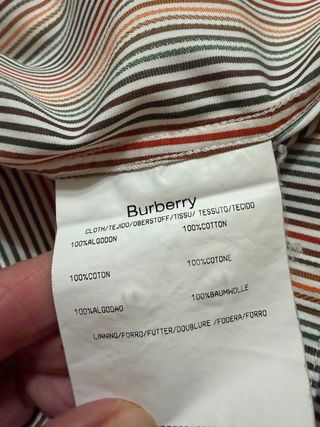 Burberry
CLOTH/TEJIDO/OBERSTOFF/TISSU/ TESSUTO/TECIDO
100%ALGODON 100%COTTON
100%COTON 100%COTONE
100%ALGODAO 100%BAUMWOLLE
LINNING/FORRO/FUTTER/DOUBLURE /FODERA/FORRO